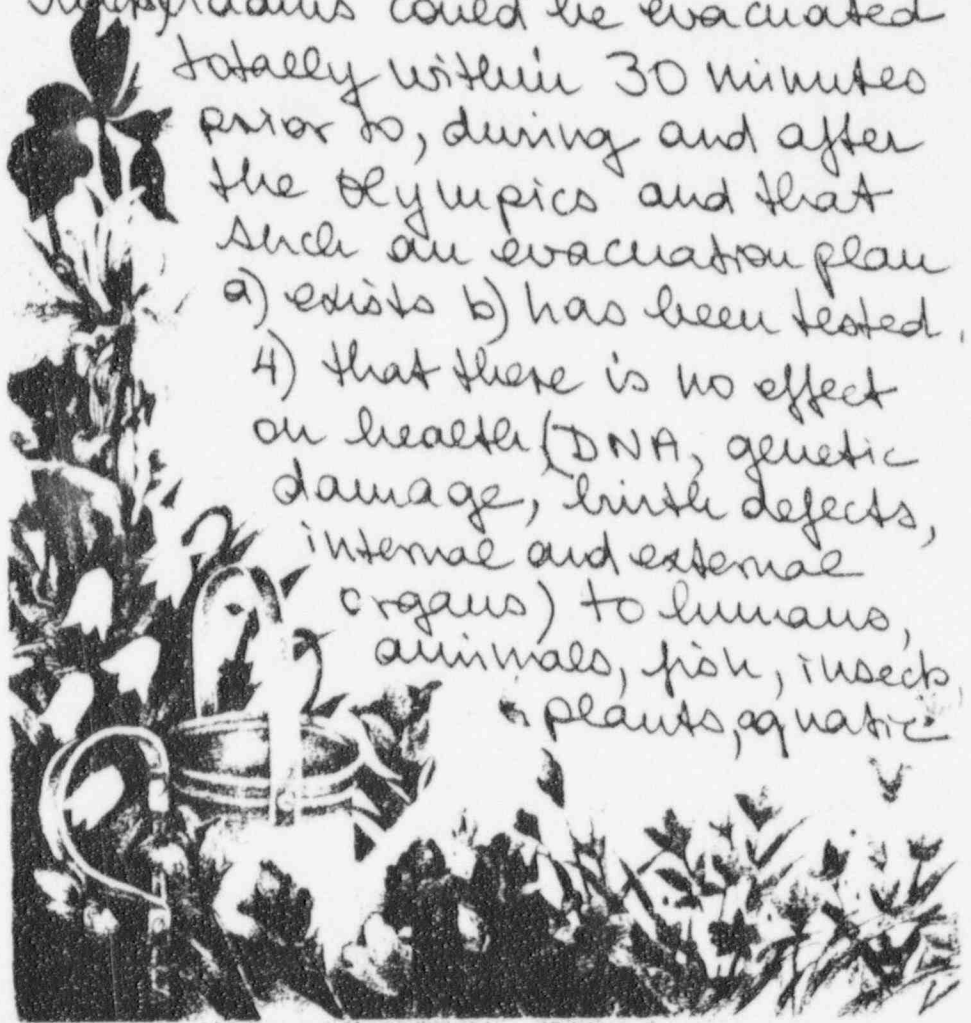 could be evacuated
totally within 30 minutes
prior to, during and after
the Olympics and that
such an evacuation plan
a) exists b) has been tested.
4) that there is no effect
on health (DNA, genetic
damage, birth defects,
internal and external
organs) to humans,
animals, fish, insects,
plants, aquatic